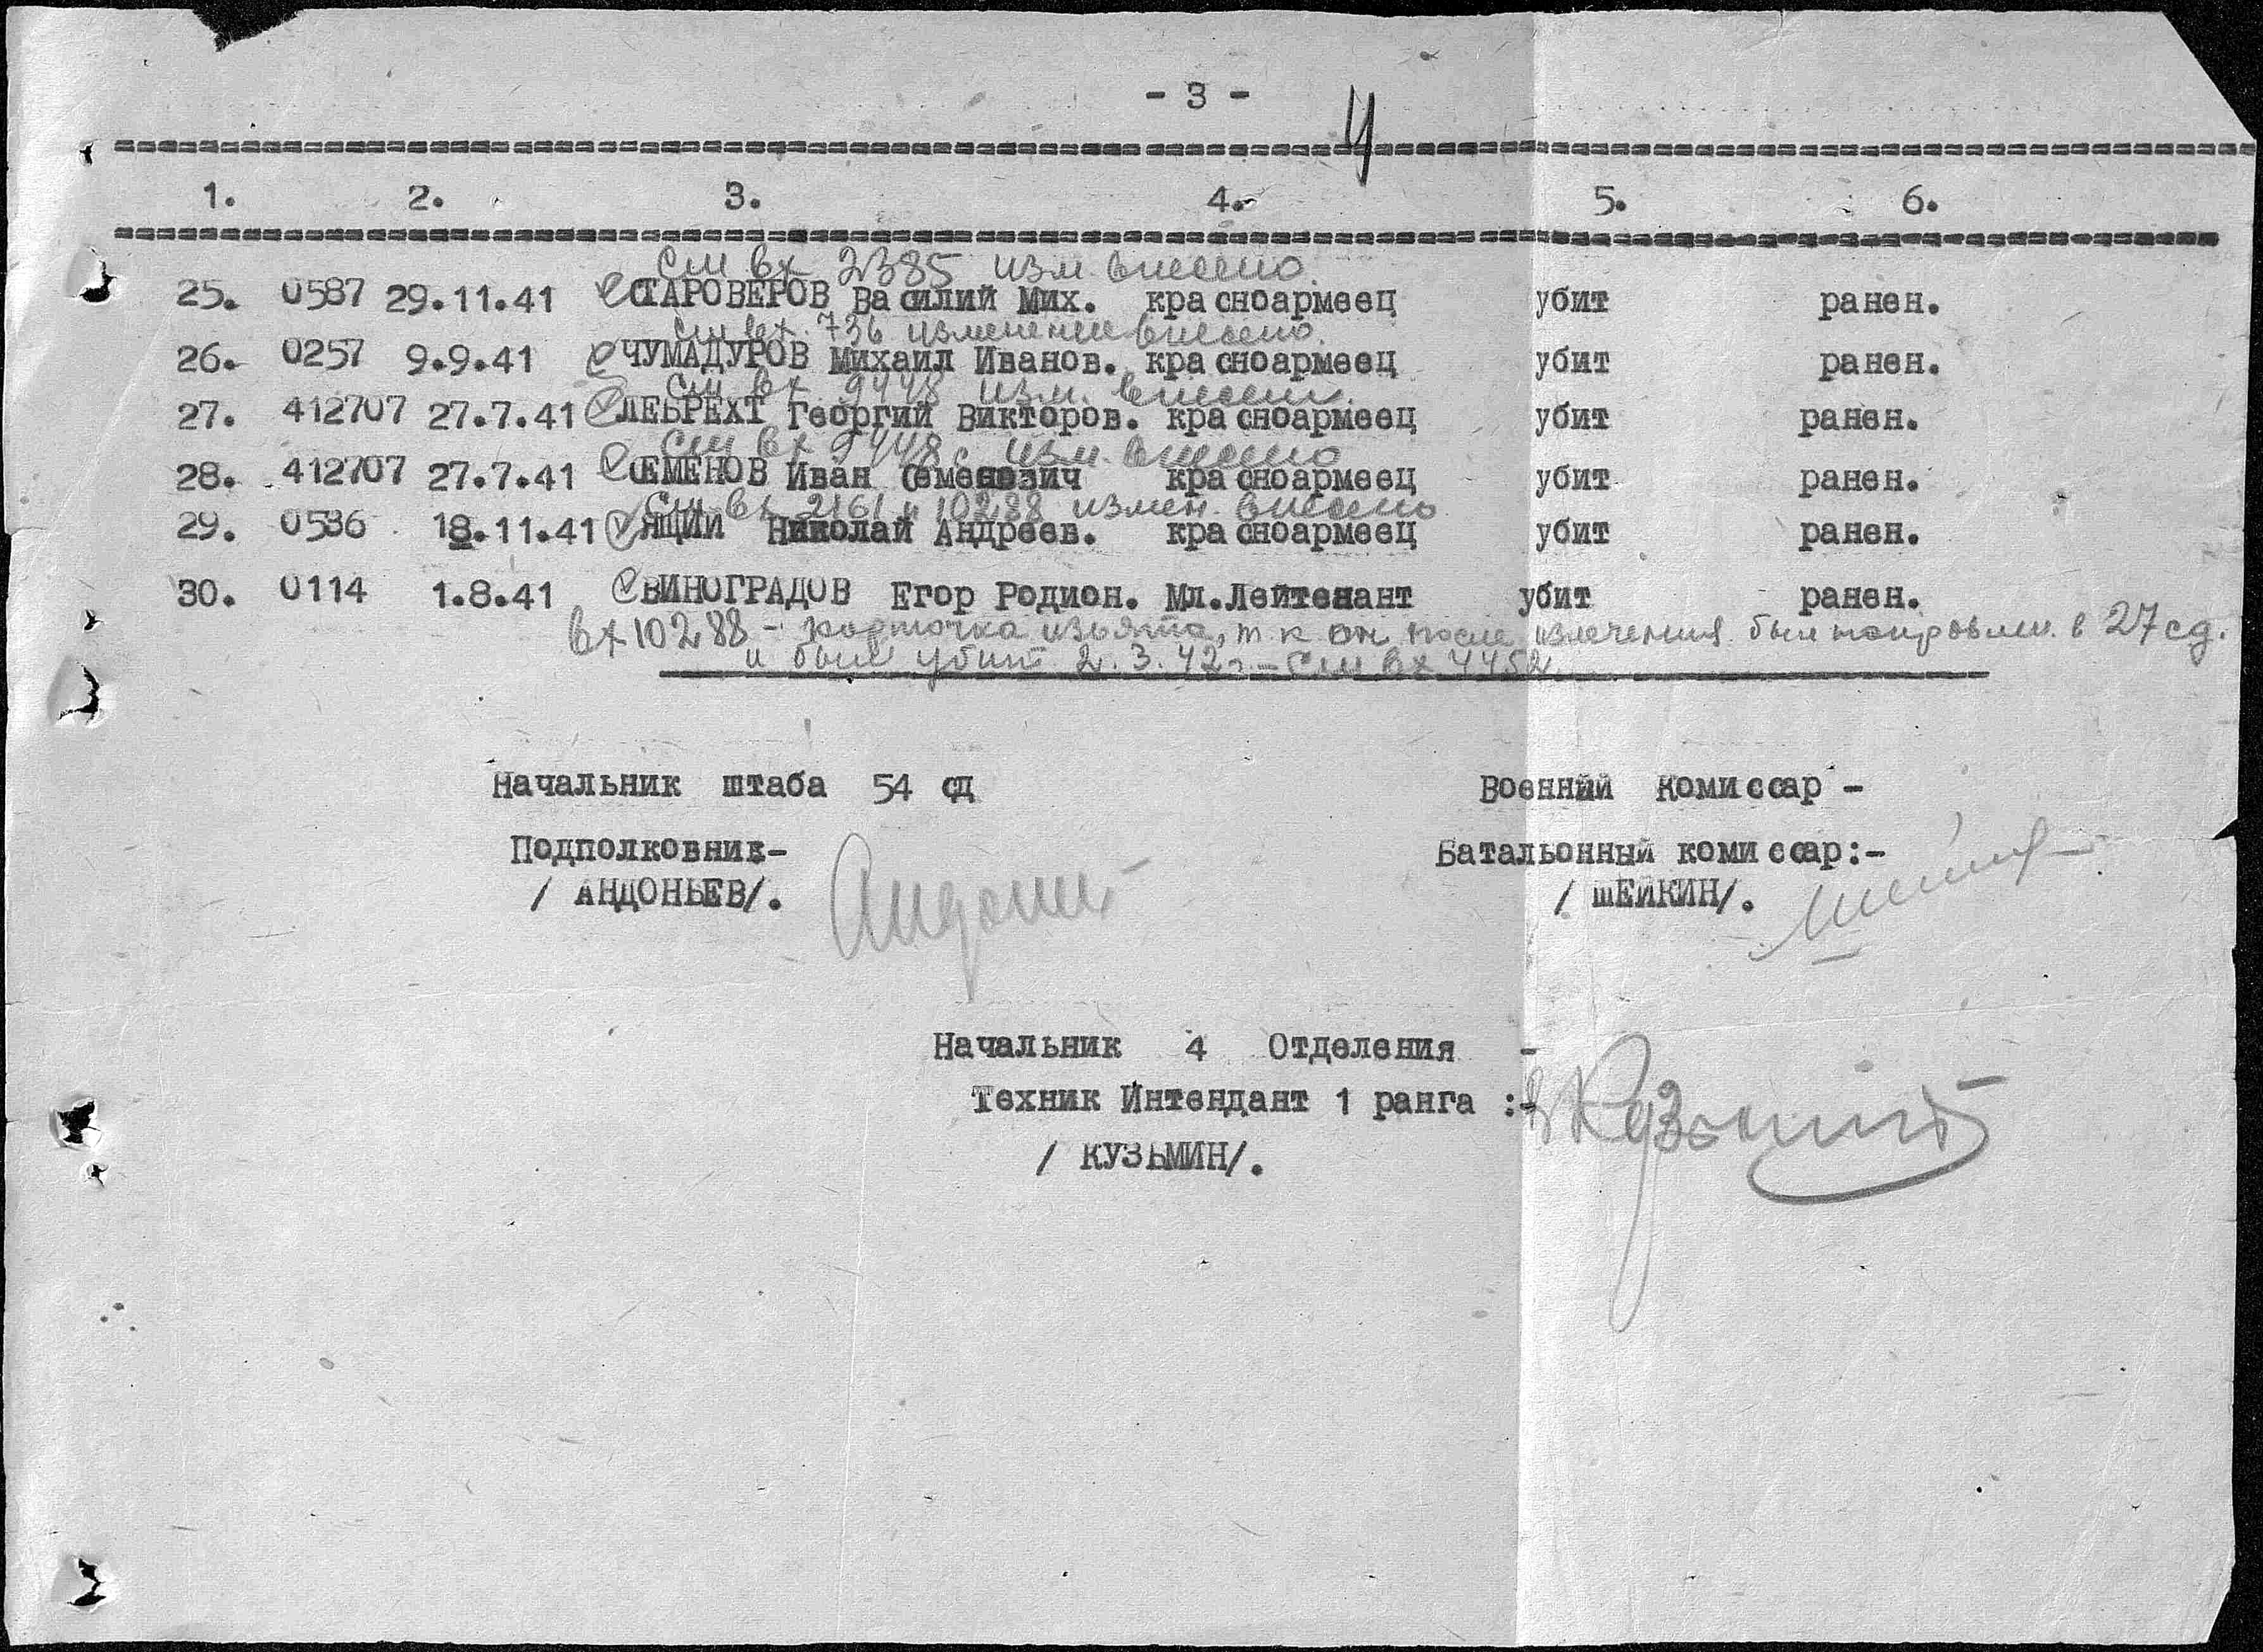 - 3 -
4
1. 2. 3. 4. 5. 6.
см вх 2385 изм внесено
25. 0587 29.11.41 СТАРОВЕРОВ Василий Мих. красноармеец убит ранен.
см вх. 736 изменение внесено.
26. 0257 9.9.41 ЧУМАДУРОВ Михаил Иванов. красноармеец убит ранен.
см вх 9448 изм. внесен.
27. 412707 27.7.41 ЛЕБРЕХТ Георгий Викторов. красноармеец убит ранен.
см вх 9448 изм. внесено
28. 412707 27.7.41 СЕМЕНОВ Иван Семенович красноармеец убит ранен.
см вх 2161 и 10288 измен. внесено
29. 0536 18.11.41 ЯЩИЙ Николай Андреев. красноармеец убит ранен.
30. 0114 1.8.41 ВИНОГРАДОВ Егор Родион. Мл.Лейтенант убит ранен.
вх 10288 - карточка изъята, т к он после излечения был направлен. в 27 сд.
и был убит 2.3.42 г. - см вх 4452
Начальник штаба 54 сд Военный Комиссар -
Подполковник- Батальонный комиссар:-
/ АНДОНЬЕВ/. / ШЕЙКИН/.
Начальник 4 Отделения -
Техник Интендант 1 ранга :-
/ КУЗЬМИН/.